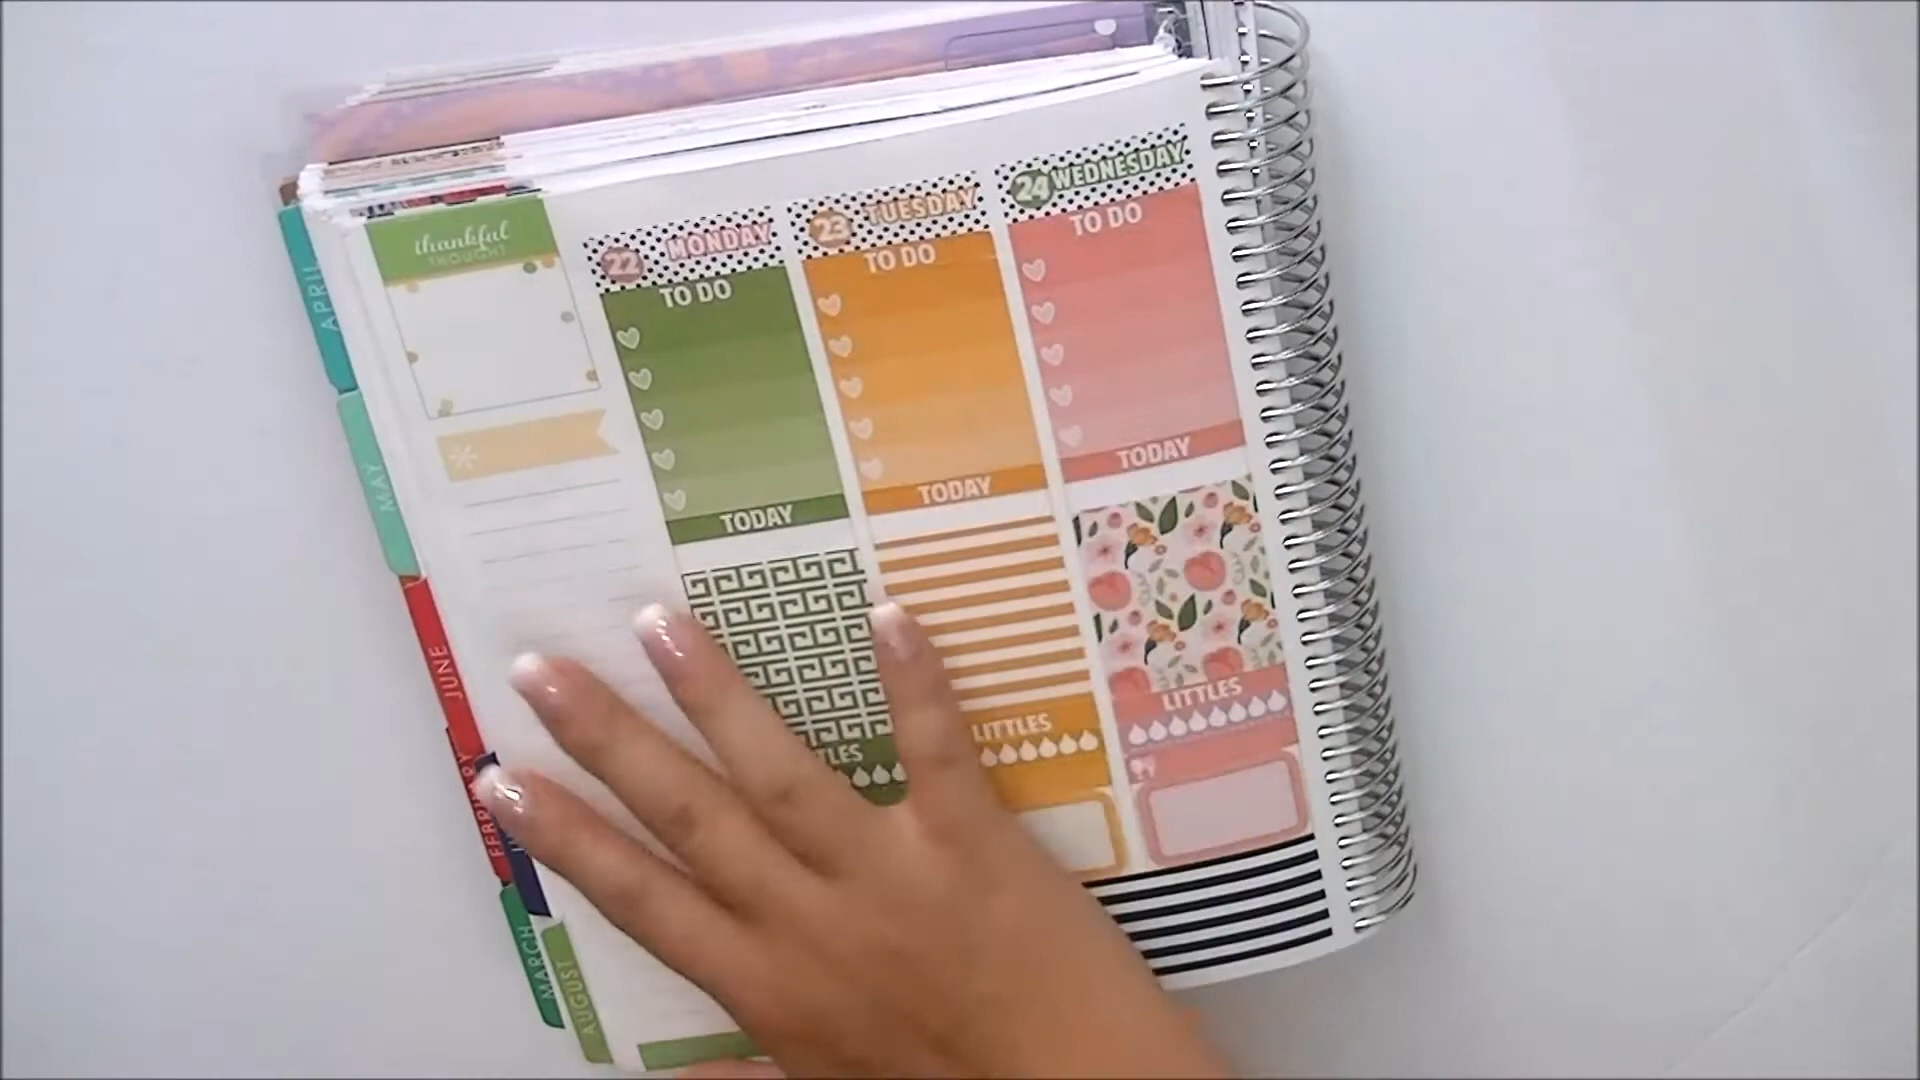 thankful
THOUGHT
22 MONDAY
TO DO
TODAY
23 TUESDAY
TO DO
TODAY
LITTLES
24 WEDNESDAY
TO DO
TODAY
LITTLES
APRIL
MAY
JUNE
FEBRUARY
MARCH
AUGUST